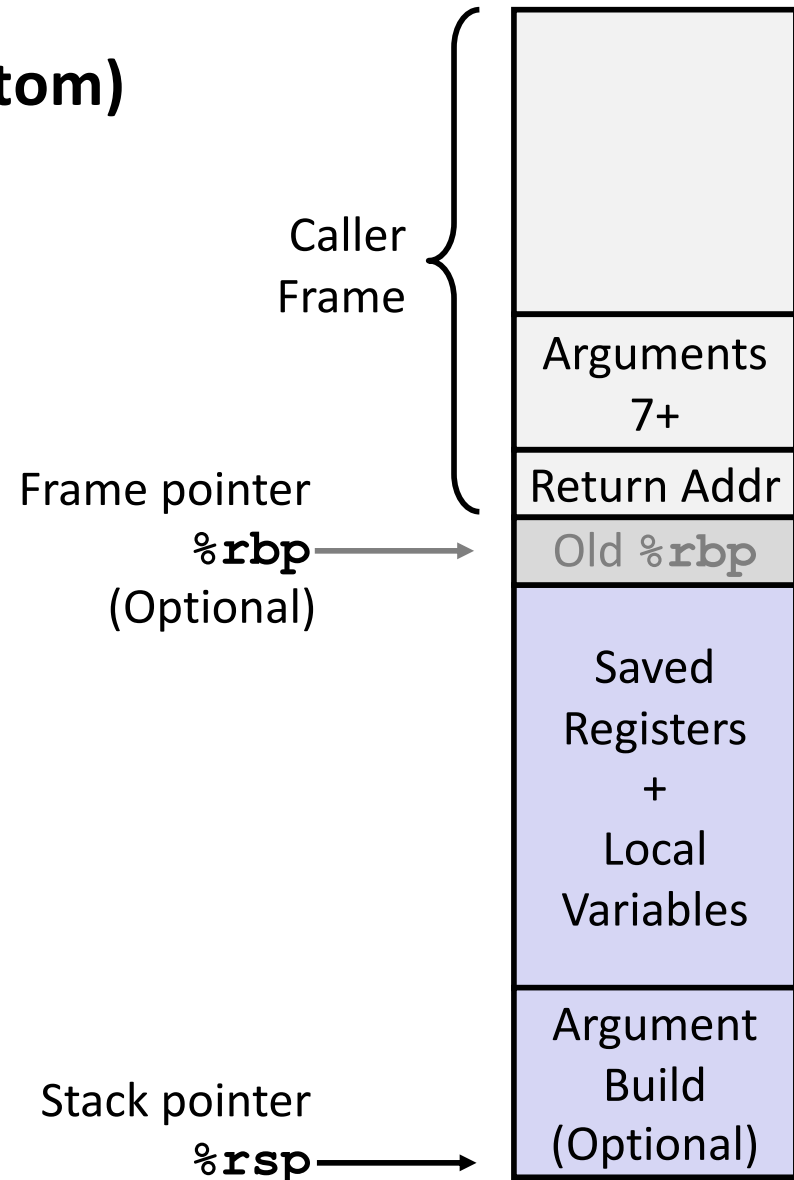 tom)
Caller
Frame
Arguments
7+
Return Addr
Frame pointer
%rbp
(Optional)
Old %rbp
Saved
Registers
+
Local
Variables
Argument
Build
(Optional)
Stack pointer
%rsp